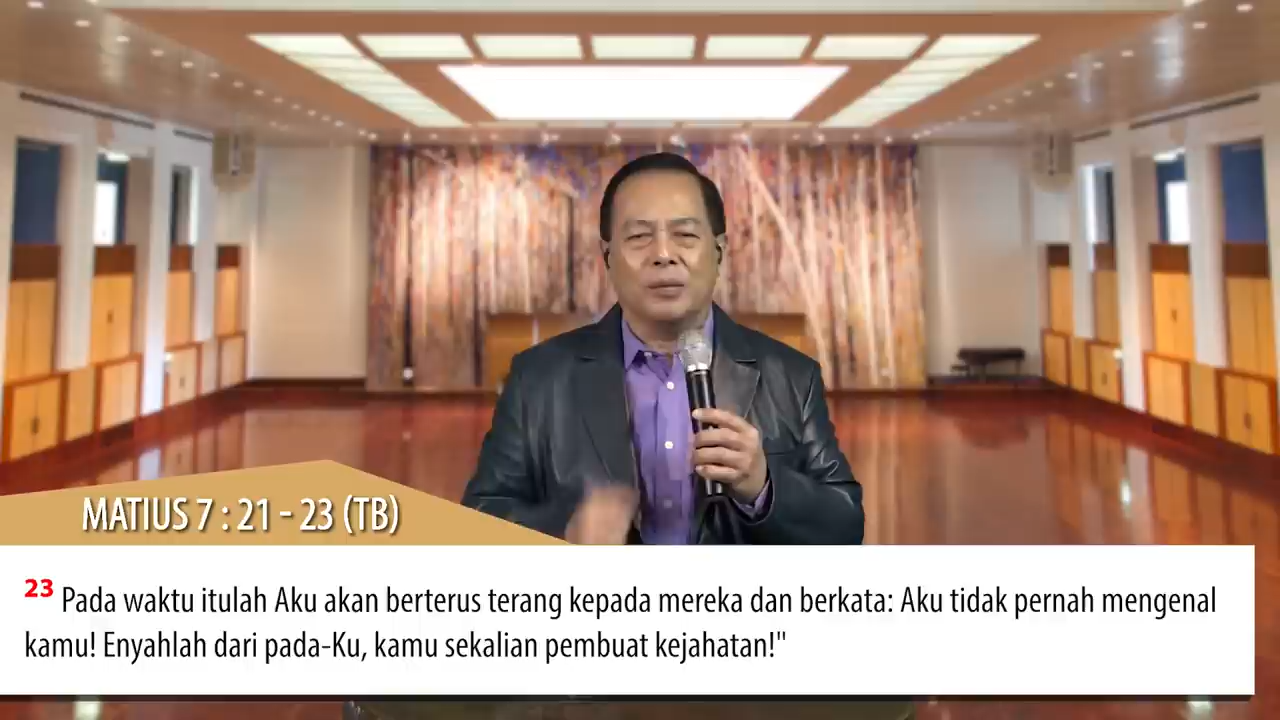 MATIUS 7 : 21 - 23 (TB)
23 Pada waktu itulah Aku akan berterus terang kepada mereka dan berkata: Aku tidak pernah mengenal
kamu! Enyahlah dari pada-Ku, kamu sekalian pembuat kejahatan!"